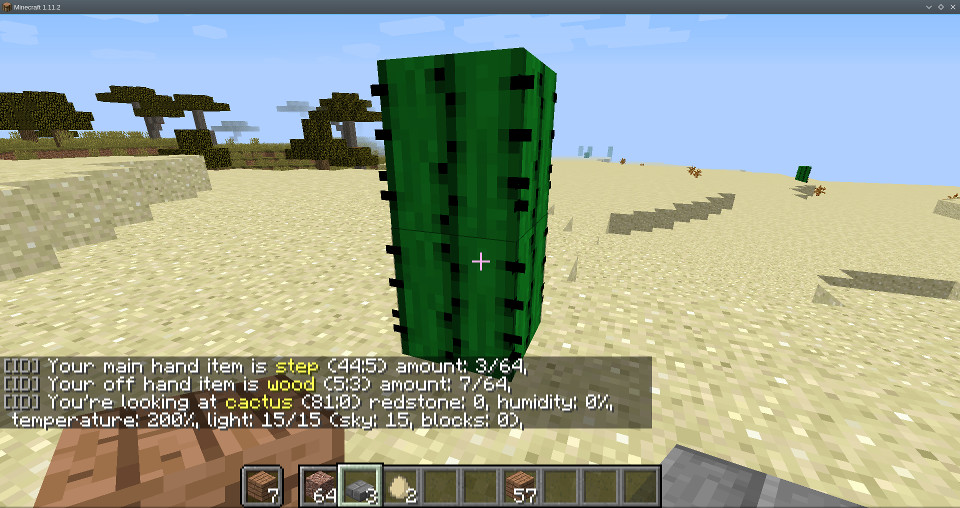 Minecraft 1.11.2
[ID] Your main hand item is step (44:5) amount: 3/64,
[ID] Your off hand item is wood (5:3) amount: 7/64,
[ID] You're looking at cactus (81:0) redstone: 0, humidity: 0%,
temperature: 200%, light: 15/15 (sky: 15, blocks: 0),
7 64 3 2 57